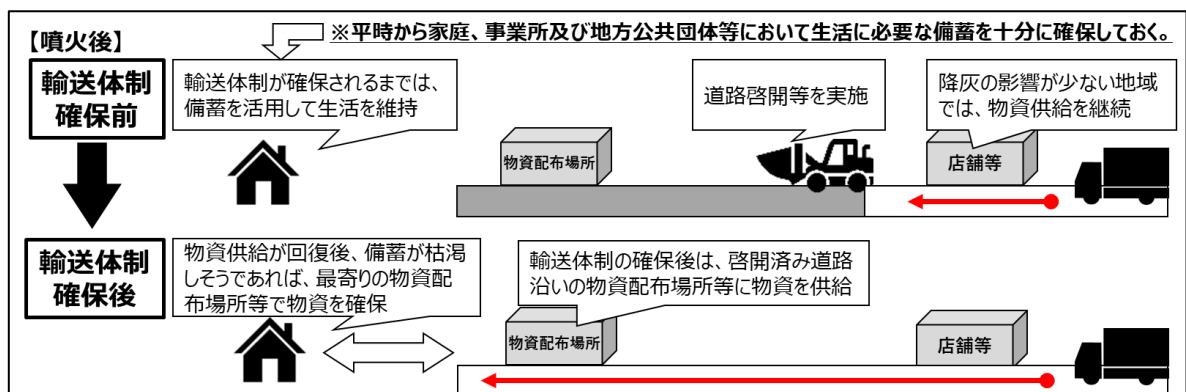 【噴火後】
※平時から家庭、事業所及び地方公共団体等において生活に必要な備蓄を十分に確保しておく。
輸送体制
確保前
輸送体制が確保されるまでは、
備蓄を活用して生活を維持
道路啓開等を実施
降灰の影響が少ない地域
では、物資供給を継続
物資配布場所
店舗等
輸送体制
確保後
物資供給が回復後、備蓄が枯渇
しそうであれば、最寄りの物資配
布場所等で物資を確保
輸送体制の確保後は、啓開済み道路
沿いの物資配布場所等に物資を供給
物資配布場所
店舗等